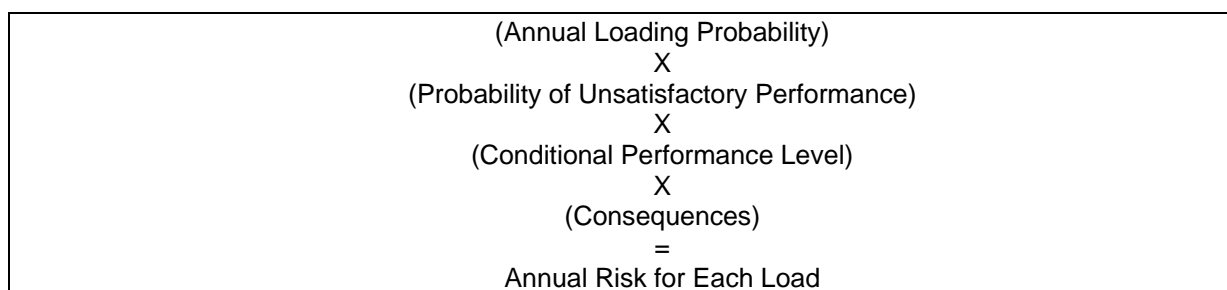 (Annual Loading Probability)
X
(Probability of Unsatisfactory Performance)
X
(Conditional Performance Level)
X
(Consequences)
=
Annual Risk for Each Load